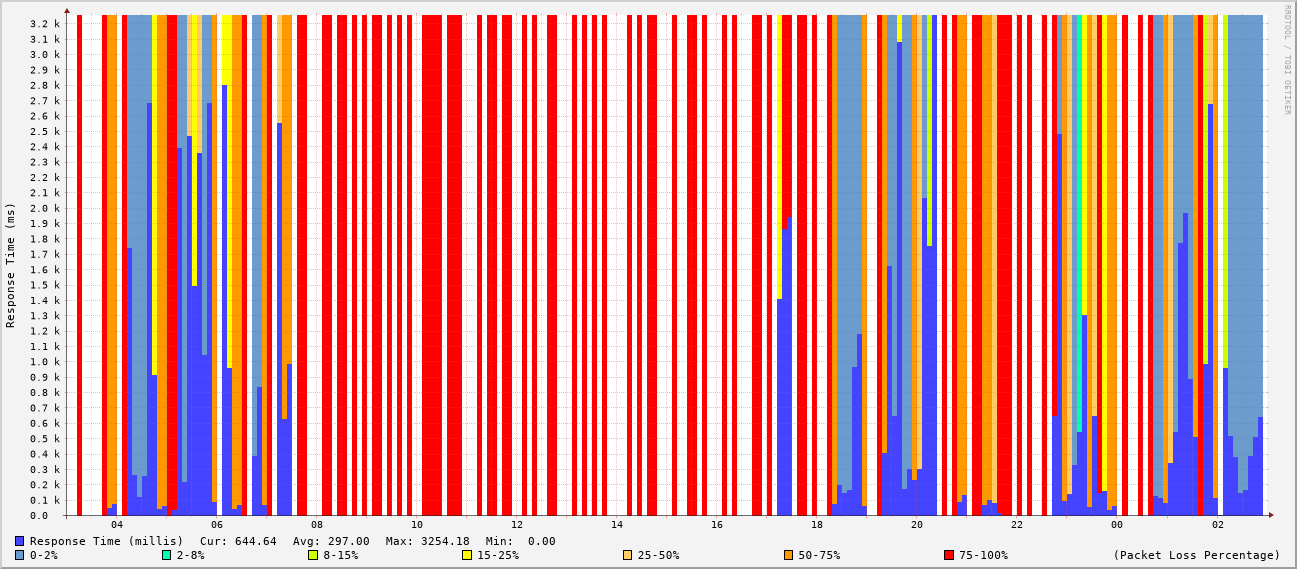 RRDTOOL / TOBI OETIKER
Response Time (ms)
3.2 k
3.1 k
3.0 k
2.9 k
2.8 k
2.7 k
2.6 k
2.5 k
2.4 k
2.3 k
2.2 k
2.1 k
2.0 k
1.9 k
1.8 k
1.7 k
1.6 k
1.5 k
1.4 k
1.3 k
1.2 k
1.1 k
1.0 k
0.9 k
0.8 k
0.7 k
0.6 k
0.5 k
0.4 k
0.3 k
0.2 k
0.1 k
0.0
04 06 08 10 12 14 16 18 20 22 00 02
Response Time (millis) Cur: 644.64 Avg: 297.00 Max: 3254.18 Min: 0.00
0-2% 2-8% 8-15% 15-25% 25-50% 50-75% 75-100% (Packet Loss Percentage)